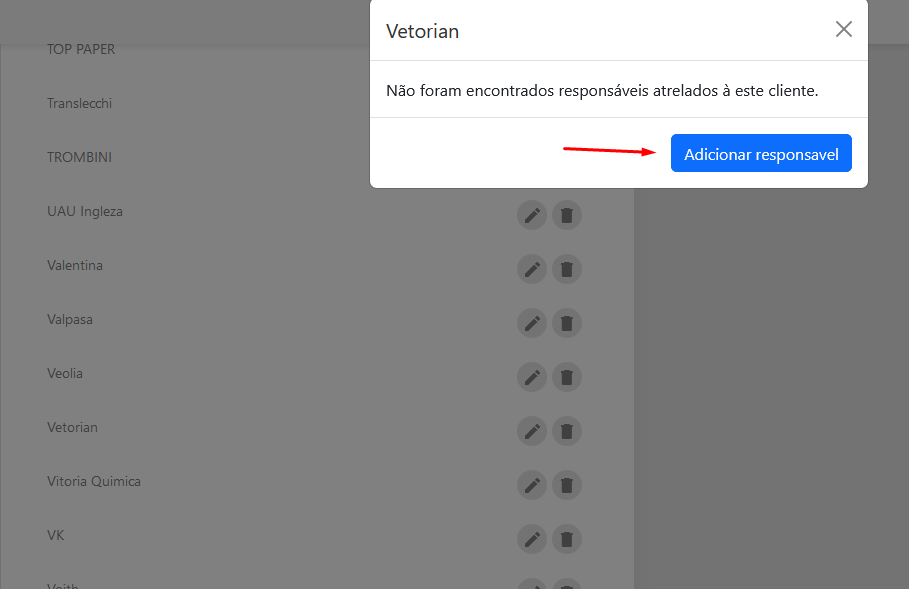 Vetorian
Não foram encontrados responsáveis atrelados à este cliente.
Adicionar responsavel
TOP PAPER
Translecchi
TROMBINI
UAU Ingleza
Valentina
Valpasa
Veolia
Vetorian
Vitoria Quimica
VK
Voith